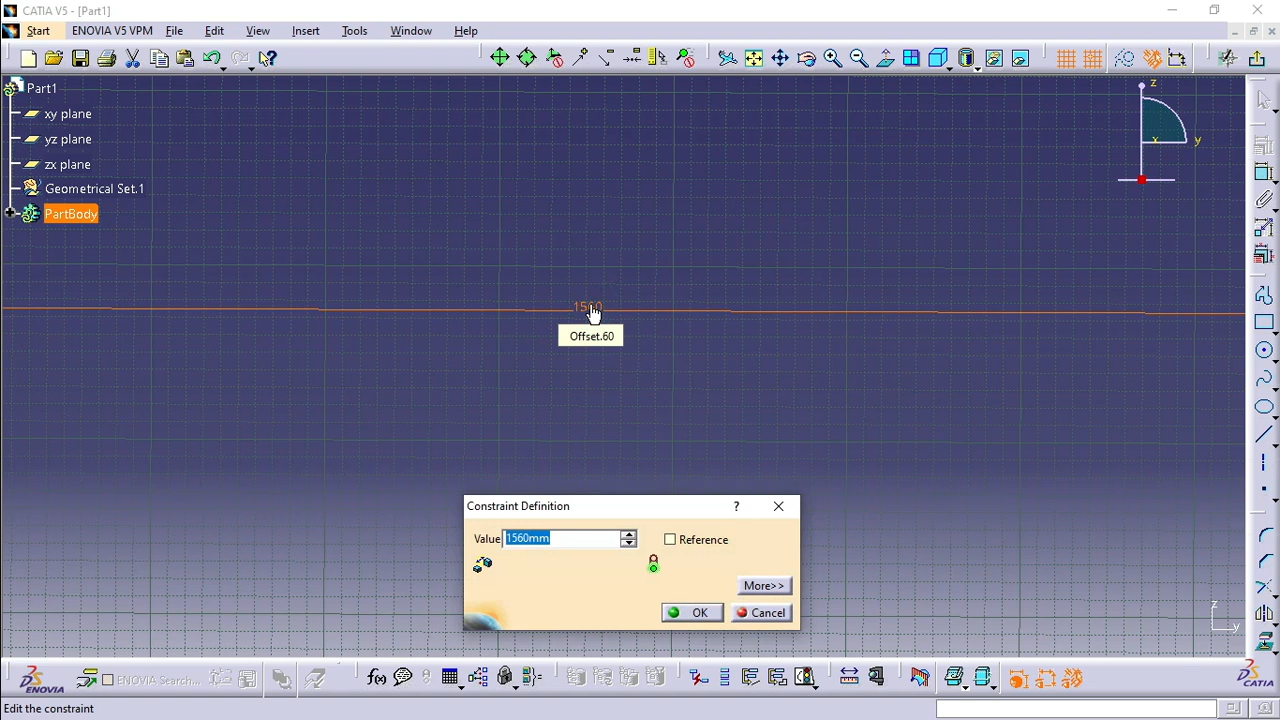 CATIA V5 - [Part1]
Start ENOVIA V5 VPM File Edit View Insert Tools Window Help
Part1
xy plane
yz plane
zx plane
Geometrical Set.1
PartBody
z
x y
1560
Offset.60
Constraint Definition ?
Value 1560mm Reference
More>>
OK Cancel
z
y
ENOVIA ENOVIA Search... f(x) CATIA
Edit the constraint